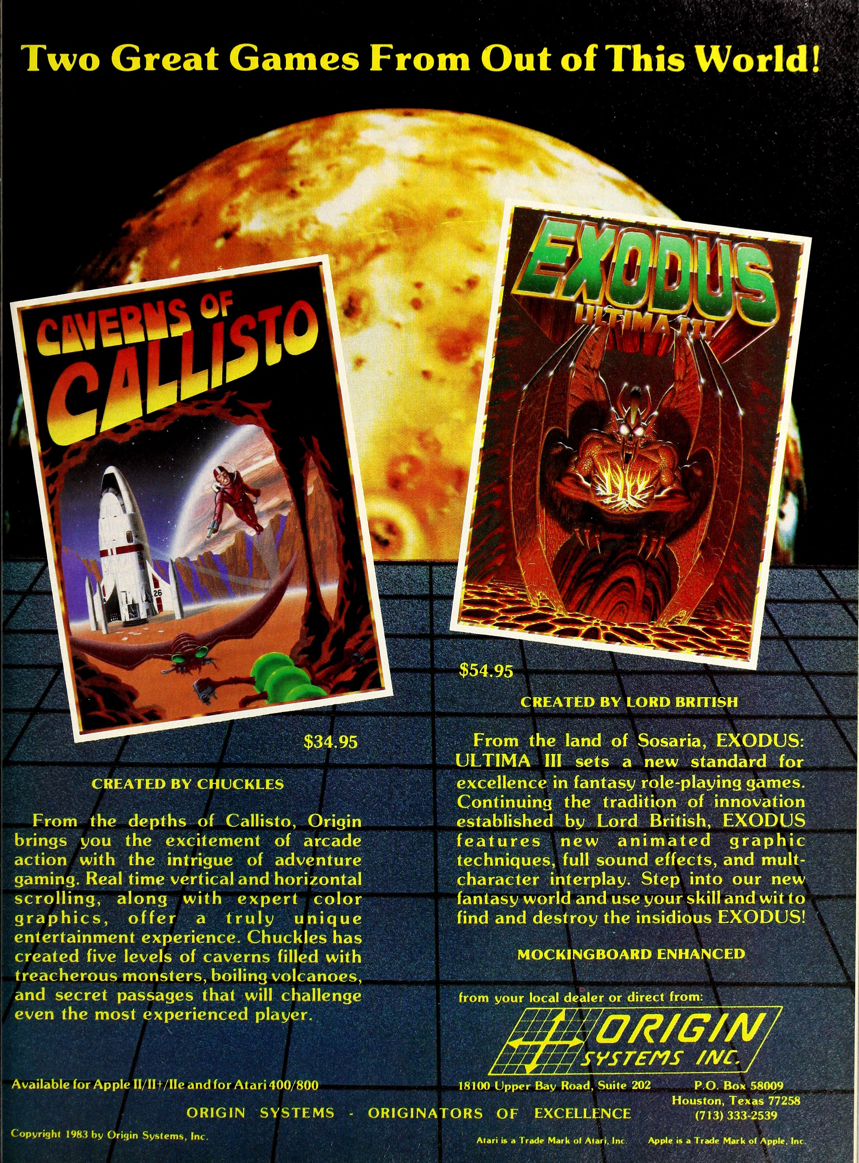 Two Great Games From Out of This World!
CAVERNS OF
CALLISTO
26
$34.95
CREATED BY CHUCKLES
From the depths of Callisto, Origin
brings you the excitement of arcade
action with the intrigue of adventure
gaming. Real time vertical and horizontal
scrolling, along with expert color
graphics, offer a truly unique
entertainment experience. Chuckles has
created five levels of caverns filled with
treacherous monsters, boiling volcanoes,
and secret passages that will challenge
even the most experienced player.
EXODUS
ULTIMA III
$54.95
CREATED BY LORD BRITISH
From the land of Sosaria, EXODUS:
ULTIMA III sets a new standard for
excellence in fantasy role-playing games.
Continuing the tradition of innovation
established by Lord British, EXODUS
features new animated graphic
techniques, full sound effects, and mult-
character interplay. Step into our new
fantasy world and use your skill and wit to
find and destroy the insidious EXODUS!
MOCKINGBOARD ENHANCED
from your local dealer or direct from:
ORIGIN
SYSTEMS INC.
Available for Apple II/II+/IIe and for Atari 400/800
18100 Upper Bay Road, Suite 202
P.O. Box 58009
Houston, Texas 77258
(713) 333-2539
ORIGIN SYSTEMS - ORIGINATORS OF EXCELLENCE
Copyright 1983 by Origin Systems, Inc.
Atari is a Trade Mark of Atari, Inc.
Apple is a Trade Mark of Apple, Inc.